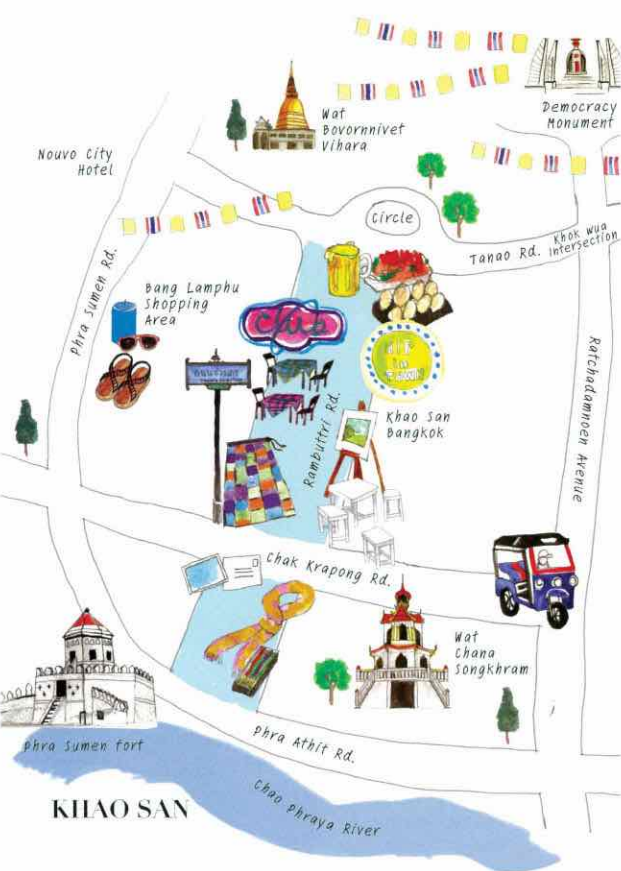 Democracy
Monument
Wat
Bovornnivet
Vihara
Nouvo City
Hotel
Circle
Khok Wua
Intersection
Tanao Rd.
Phra Sumen Rd.
Bang Lamphu
Shopping
Area
Club
Khao San
Bangkok
Rambuttri Rd.
Ratchadamnoen Avenue
Chak Krapong Rd.
Wat
Chana
Songkhram
Phra Sumen Fort
Phra Athit Rd.
Chao Phraya River
KHAO SAN